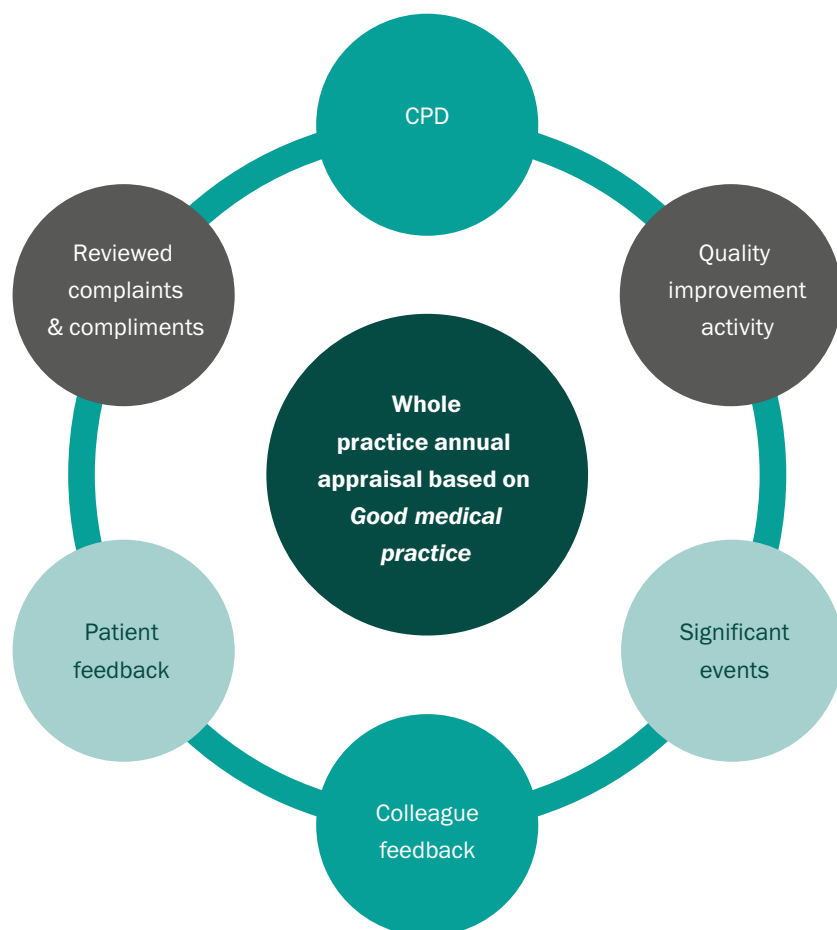 CPD
Reviewed
complaints
& compliments
Quality
improvement
activity
Whole
practice annual
appraisal based on
Good medical
practice
Patient
feedback
Significant
events
Colleague
feedback